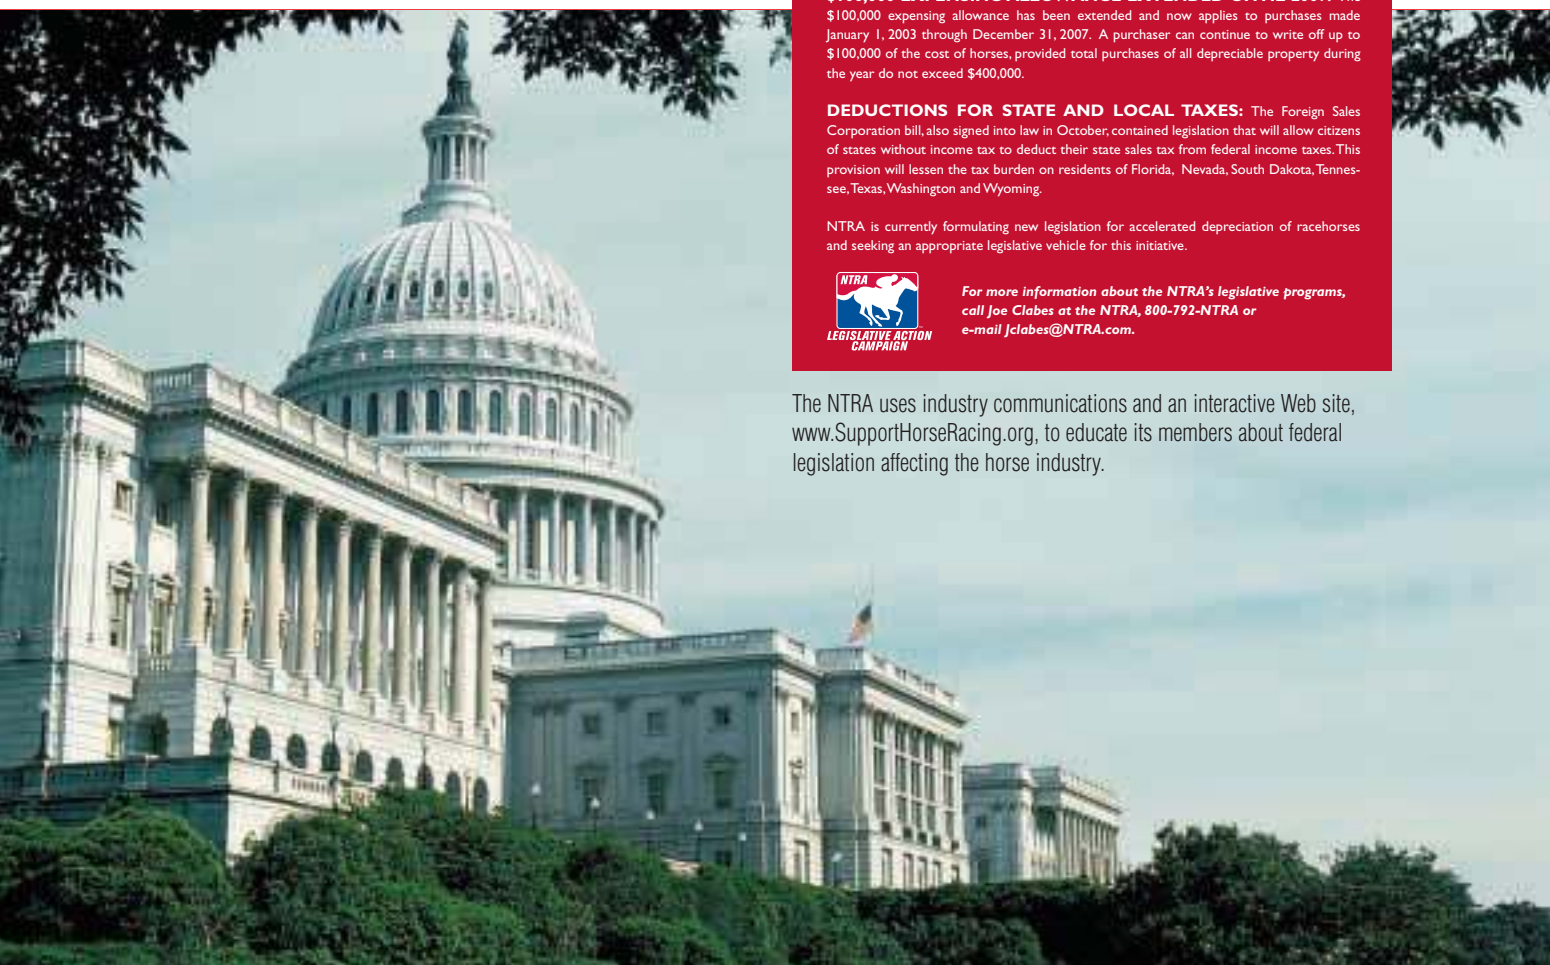 $100,000 expensing allowance has been extended and now applies to purchases made
January 1, 2003 through December 31, 2007. A purchaser can continue to write off up to
$100,000 of the cost of horses, provided total purchases of all depreciable property during
the year do not exceed $400,000.
DEDUCTIONS FOR STATE AND LOCAL TAXES: The Foreign Sales
Corporation bill, also signed into law in October, contained legislation that will allow citizens
of states without income tax to deduct their state sales tax from federal income taxes. This
provision will lessen the tax burden on residents of Florida, Nevada, South Dakota, Tennes-
see, Texas, Washington and Wyoming.
NTRA is currently formulating new legislation for accelerated depreciation of racehorses
and seeking an appropriate legislative vehicle for this initiative.
NTRA
LEGISLATIVE ACTION
CAMPAIGN
For more information about the NTRA's legislative programs,
call Joe Clabes at the NTRA, 800-792-NTRA or
e-mail Jclabes@NTRA.com.
The NTRA uses industry communications and an interactive Web site,
www.SupportHorseRacing.org, to educate its members about federal
legislation affecting the horse industry.